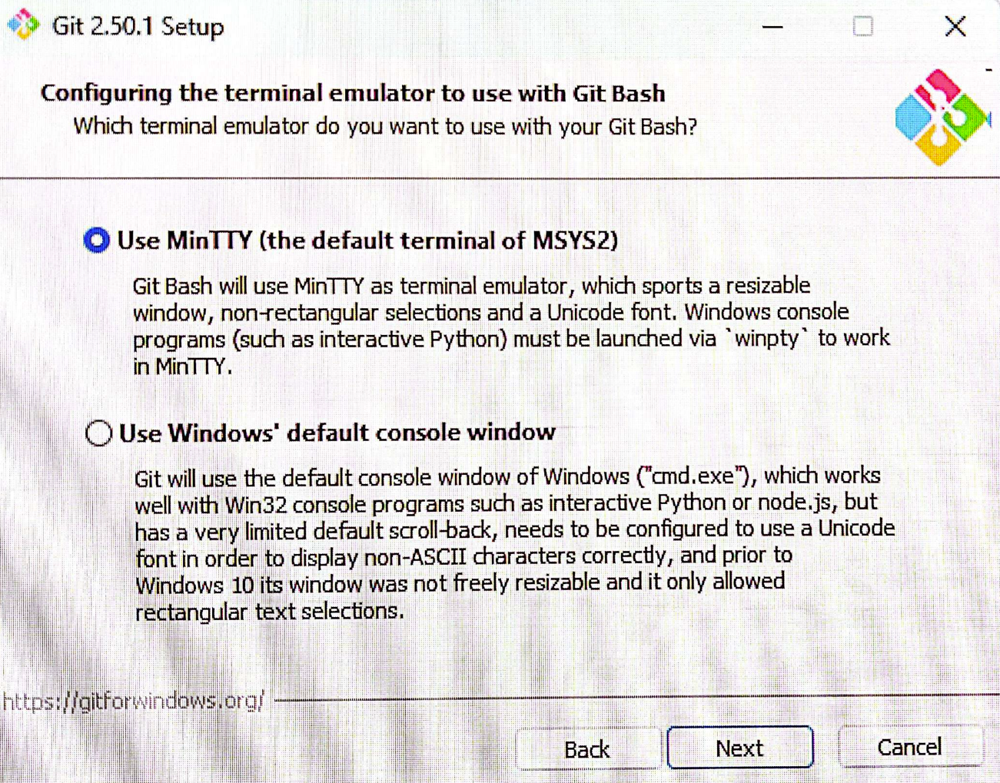 Git 2.50.1 Setup
Configuring the terminal emulator to use with Git Bash
Which terminal emulator do you want to use with your Git Bash?
Use MinTTY (the default terminal of MSYS2)
Git Bash will use MinTTY as terminal emulator, which sports a resizable
window, non-rectangular selections and a Unicode font. Windows console
programs (such as interactive Python) must be launched via `winpty` to work
in MinTTY.
Use Windows' default console window
Git will use the default console window of Windows ("cmd.exe"), which works
well with Win32 console programs such as interactive Python or node.js, but
has a very limited default scroll-back, needs to be configured to use a Unicode
font in order to display non-ASCII characters correctly, and prior to
Windows 10 its window was not freely resizable and it only allowed
rectangular text selections.
https://gitforwindows.org/
Back Next Cancel